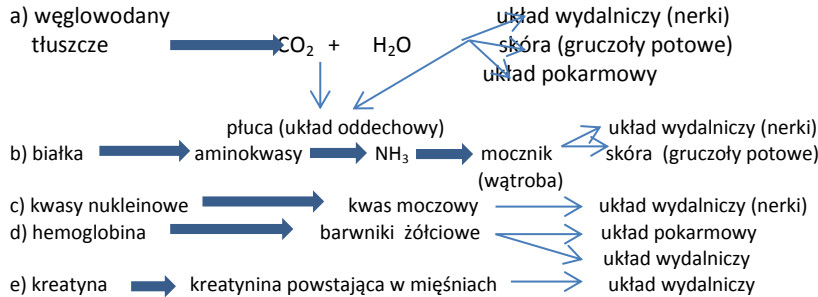 a) węglowodany
tłuszcze CO₂ + H₂O
układ wydalniczy (nerki)
skóra (gruczoły potowe)
układ pokarmowy
płuca (układ oddechowy)
b) białka aminokwasy NH₃ mocznik
(wątroba)
układ wydalniczy (nerki)
skóra (gruczoły potowe)
c) kwasy nukleinowe kwas moczowy układ wydalniczy (nerki)
d) hemoglobina barwniki żółciowe układ pokarmowy
układ wydalniczy
e) kreatyna kreatynina powstająca w mięśniach układ wydalniczy